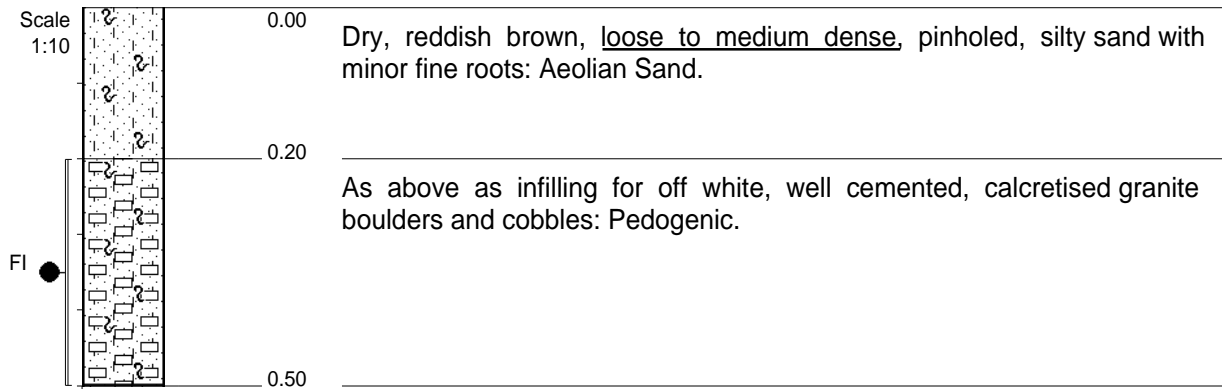 Scale
1:10
0.00
Dry, reddish brown, loose to medium dense, pinholed, silty sand with
minor fine roots: Aeolian Sand.
0.20
As above as infilling for off white, well cemented, calcretised granite
boulders and cobbles: Pedogenic.
FI
0.50